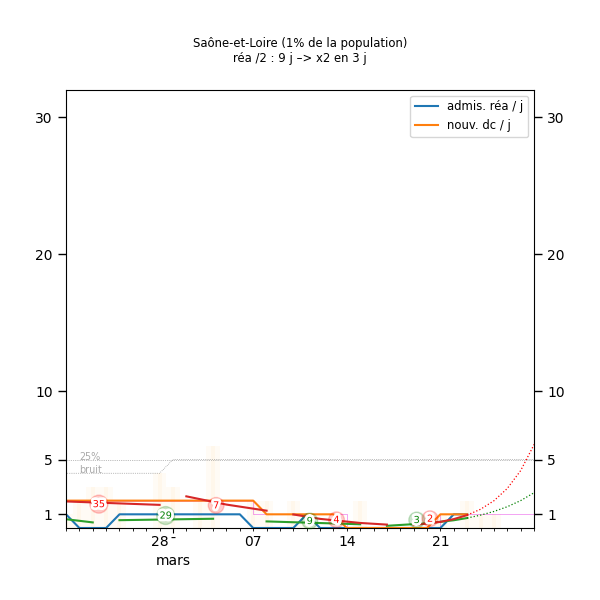 Saône-et-Loire (1% de la population)
réa /2 : 9 j –> x2 en 3 j
admis. réa / j
nouv. dc / j
30 30
20 20
10 10
5 5
1 1
25%
bruit
35
29
7
9
4
3
2
28 07 14 21
mars